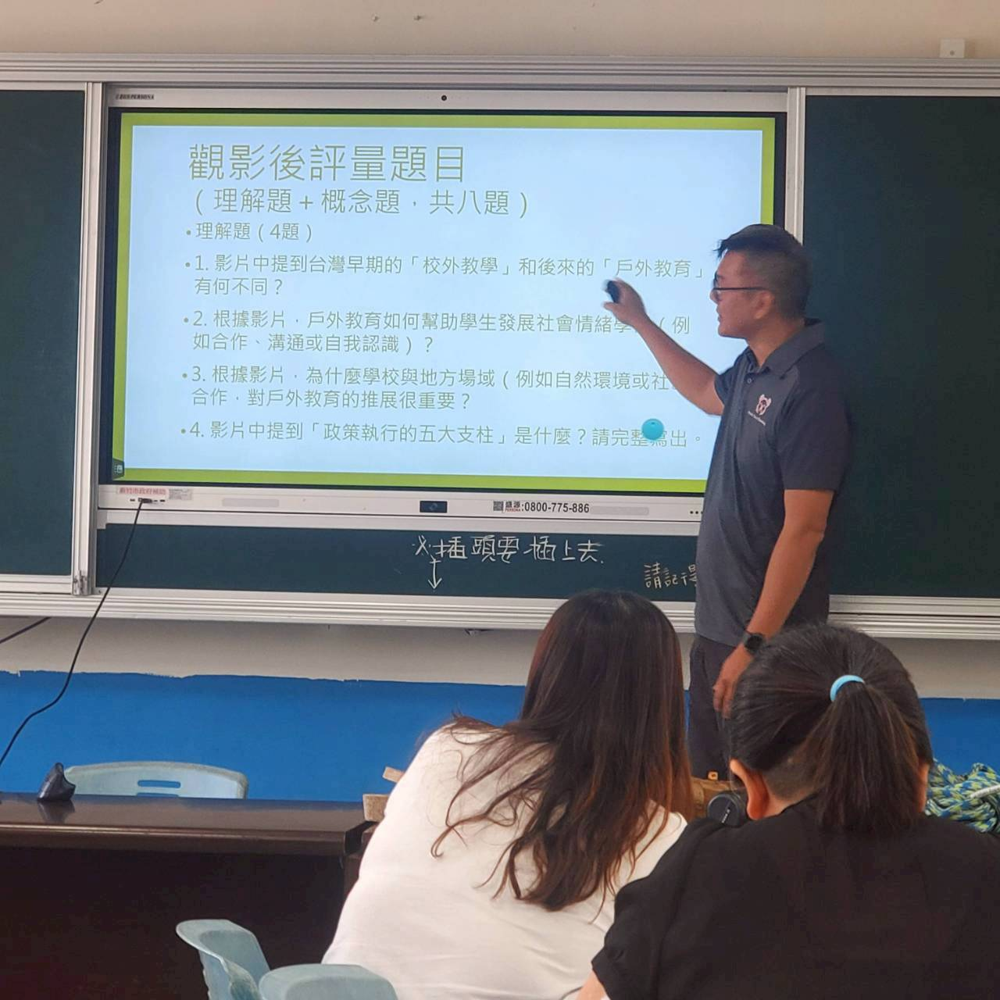 觀影後評量題目
（理解題＋概念題，共八題）
•理解題（4題）
•1. 影片中提到台灣早期的「校外教學」和後來的「戶外教育」
有何不同？
•2. 根據影片，戶外教育如何幫助學生發展社會情緒學（例
如合作、溝通或自我認識）？
•3. 根據影片，為什麼學校與地方場域（例如自然環境或社
合作，對戶外教育的推展很重要？
•4. 影片中提到「政策執行的五大支柱」是什麼？請完整寫出。
新竹市政府補助
盛源
PERSONA
:0800-775-886
※插頭要插上去.
請記得